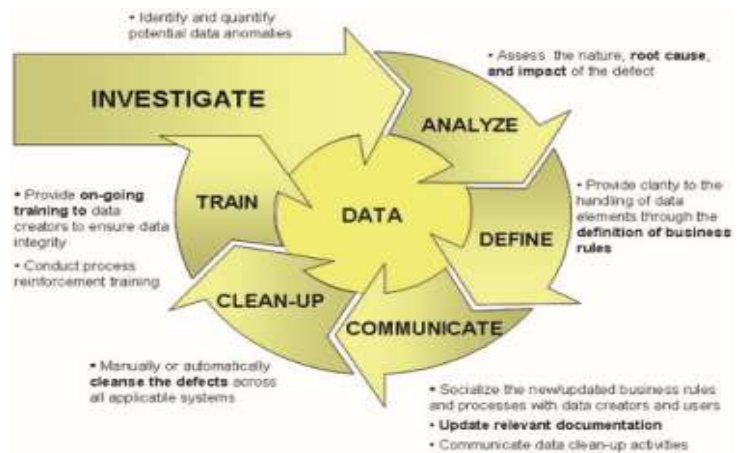 • Identify and quantify
potential data anomalies
INVESTIGATE
• Assess the nature, root cause,
and impact of the defect
ANALYZE
• Provide clarity to the
handling of data
elements through the
definition of business
rules
DEFINE
DATA
TRAIN
• Provide on-going
training to data
creators to ensure data
integrity
• Conduct process
reinforcement training
CLEAN-UP
COMMUNICATE
• Manually or automatically
cleanse the defects across
all applicable systems
• Socialize the new/updated business rules
and processes with data creators and users
• Update relevant documentation
• Communicate data clean-up activities